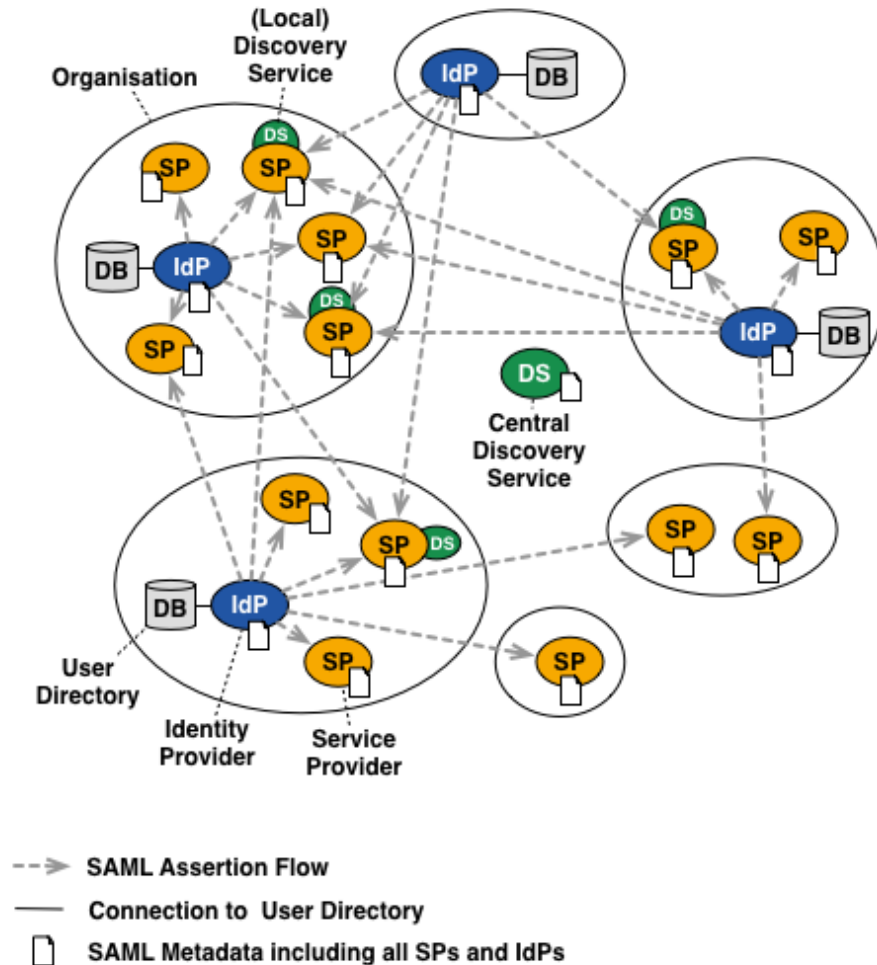 (Local)
Discovery
Service
Organisation
IdP
DB
DS
SP
SP
DS
SP
SP
SP
DB
IdP
DS
SP
SP
IdP
DB
DS
Central
Discovery
Service
SP
SP
DS
SP
SP
DB
IdP
SP
SP
User
Directory
Identity
Provider
Service
Provider
SAML Assertion Flow
Connection to User Directory
SAML Metadata including all SPs and IdPs